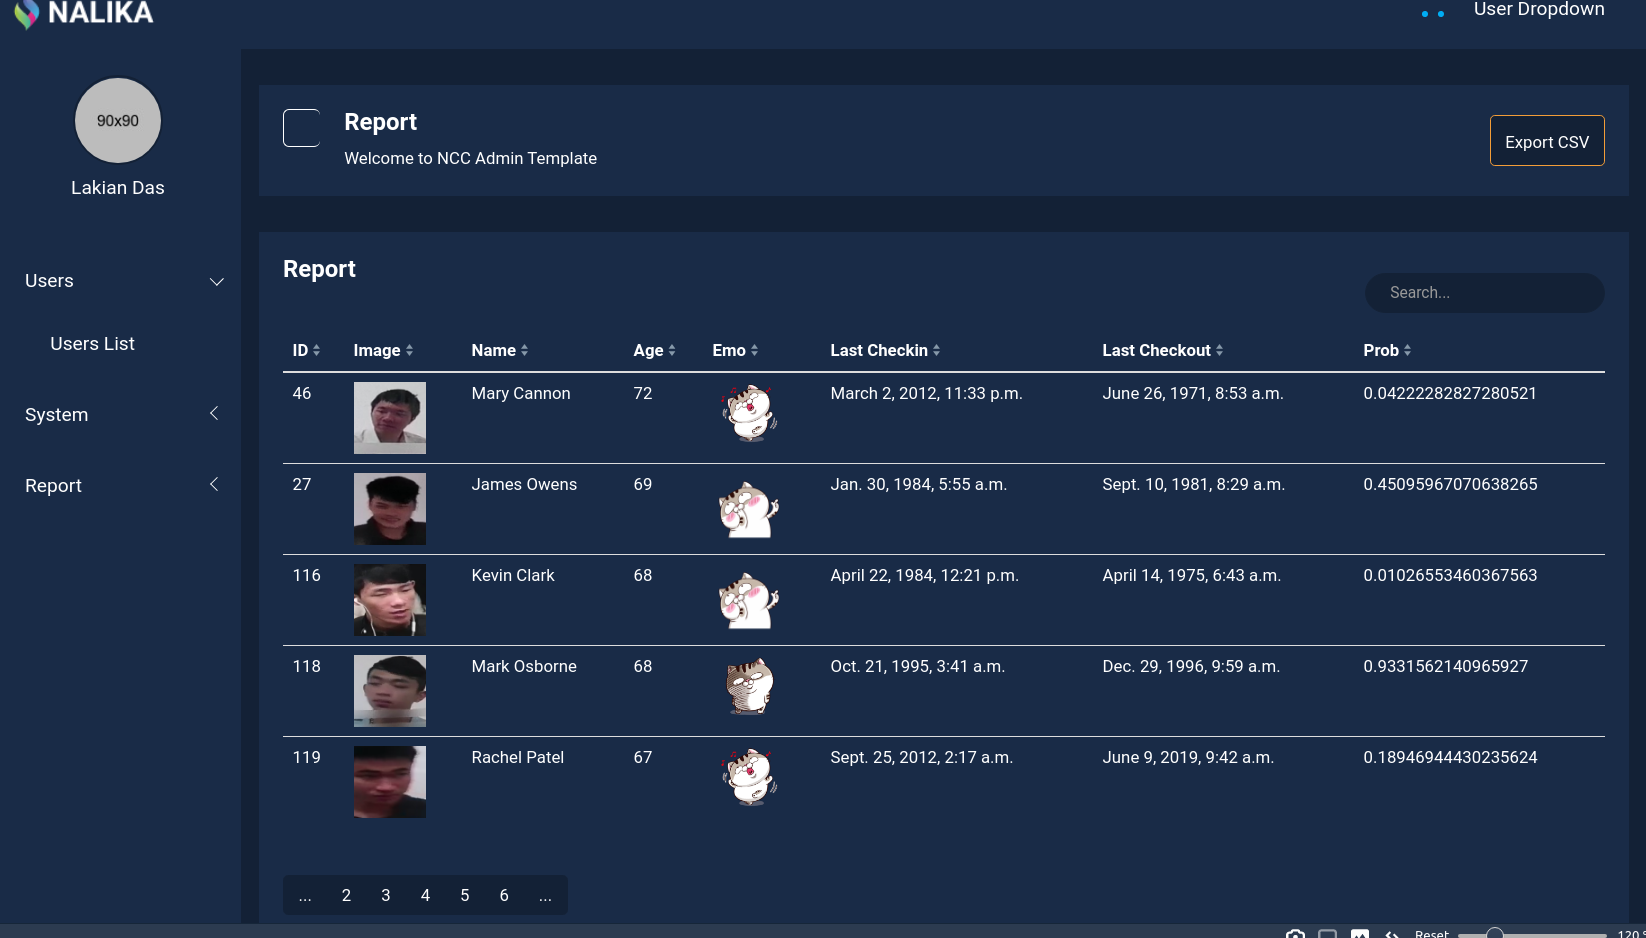 NALIKA
User Dropdown
90x90
Lakian Das
Users
Users List
System
Report
Report
Welcome to NCC Admin Template
Export CSV
Report
Search...
ID Image Name Age Emo Last Checkin Last Checkout Prob
46 Mary Cannon 72 March 2, 2012, 11:33 p.m. June 26, 1971, 8:53 a.m. 0.04222282827280521
27 James Owens 69 Jan. 30, 1984, 5:55 a.m. Sept. 10, 1981, 8:29 a.m. 0.45095967070638265
116 Kevin Clark 68 April 22, 1984, 12:21 p.m. April 14, 1975, 6:43 a.m. 0.01026553460367563
118 Mark Osborne 68 Oct. 21, 1995, 3:41 a.m. Dec. 29, 1996, 9:59 a.m. 0.9331562140965927
119 Rachel Patel 67 Sept. 25, 2012, 2:17 a.m. June 9, 2019, 9:42 a.m. 0.18946944430235624
... 2 3 4 5 6 ...
Reset 120